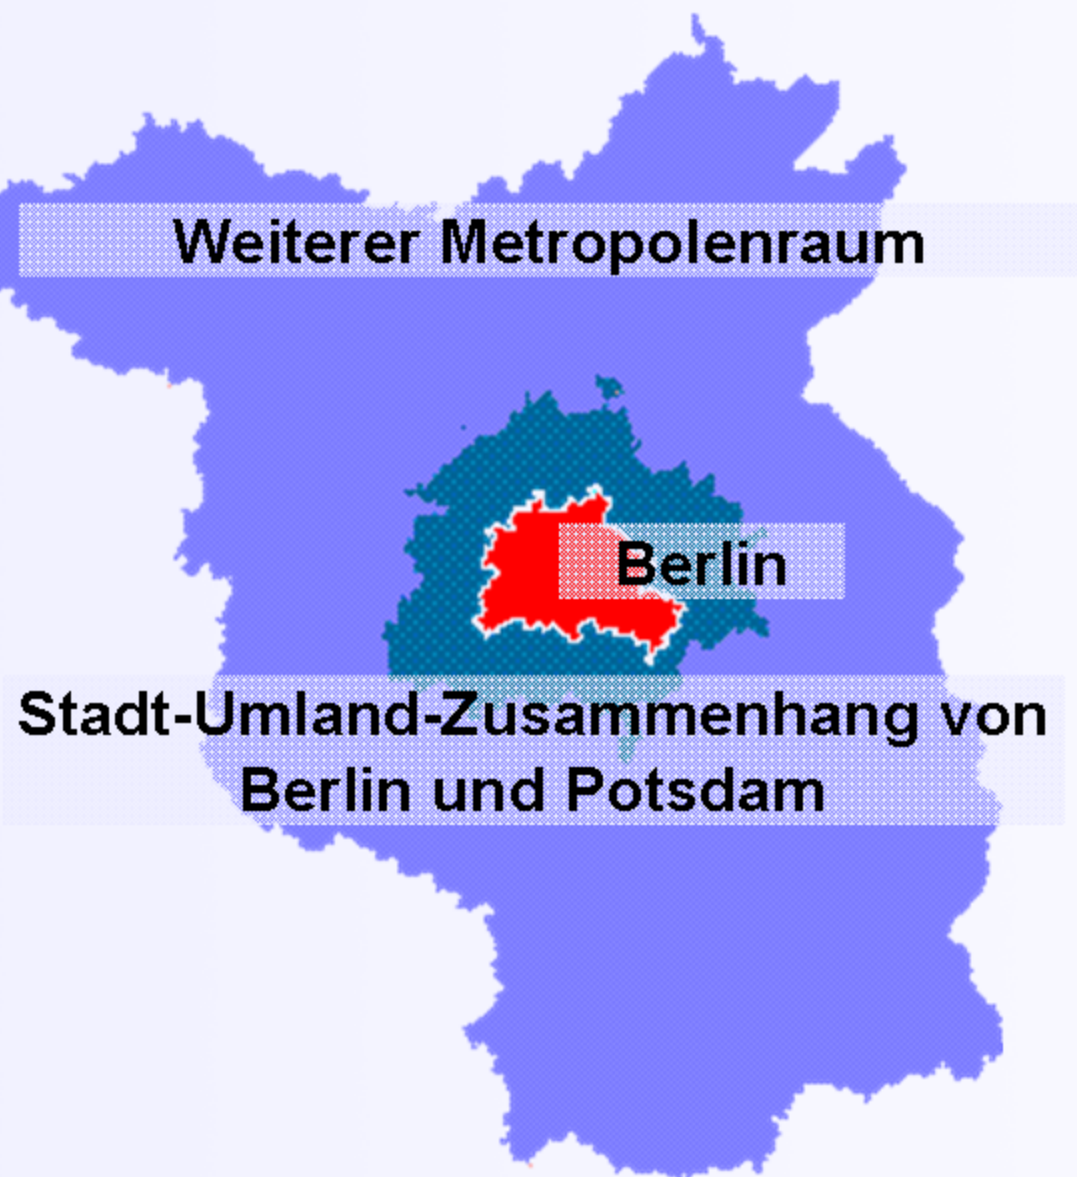 Weiterer Metropolenraum
Berlin
Stadt-Umland-Zusammenhang von
Berlin und Potsdam